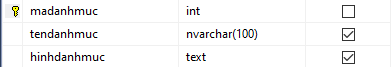 madanhmuc int
tendanhmuc nvarchar(100)
hinhdanhmuc text